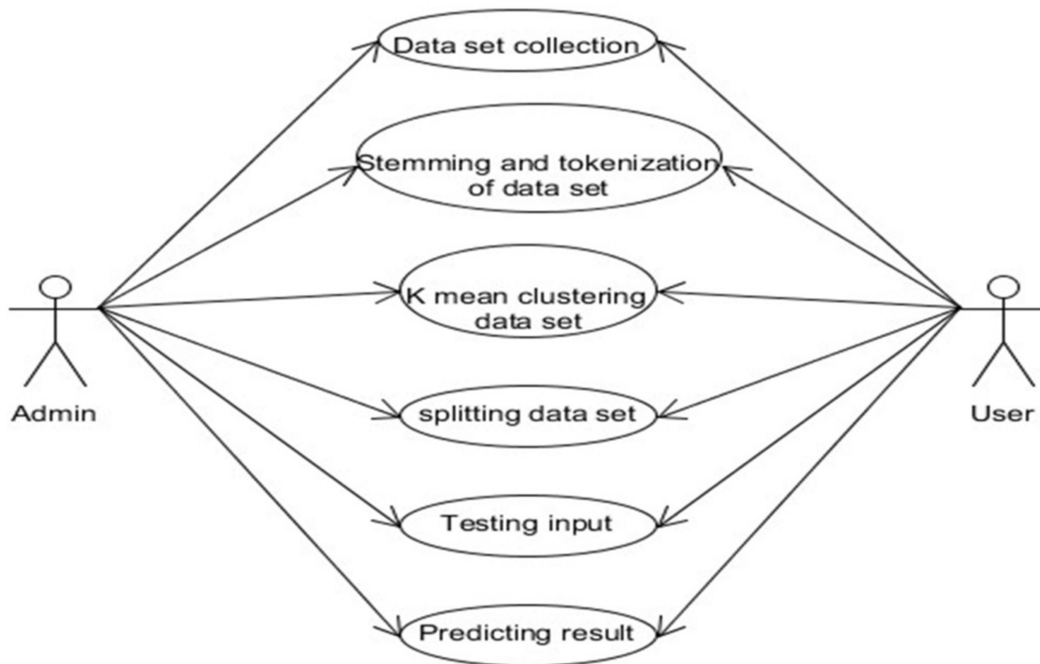 Data set collection
Stemming and tokenization
of data set
K mean clustering
data set
Admin
User
splitting data set
Testing input
Predicting result